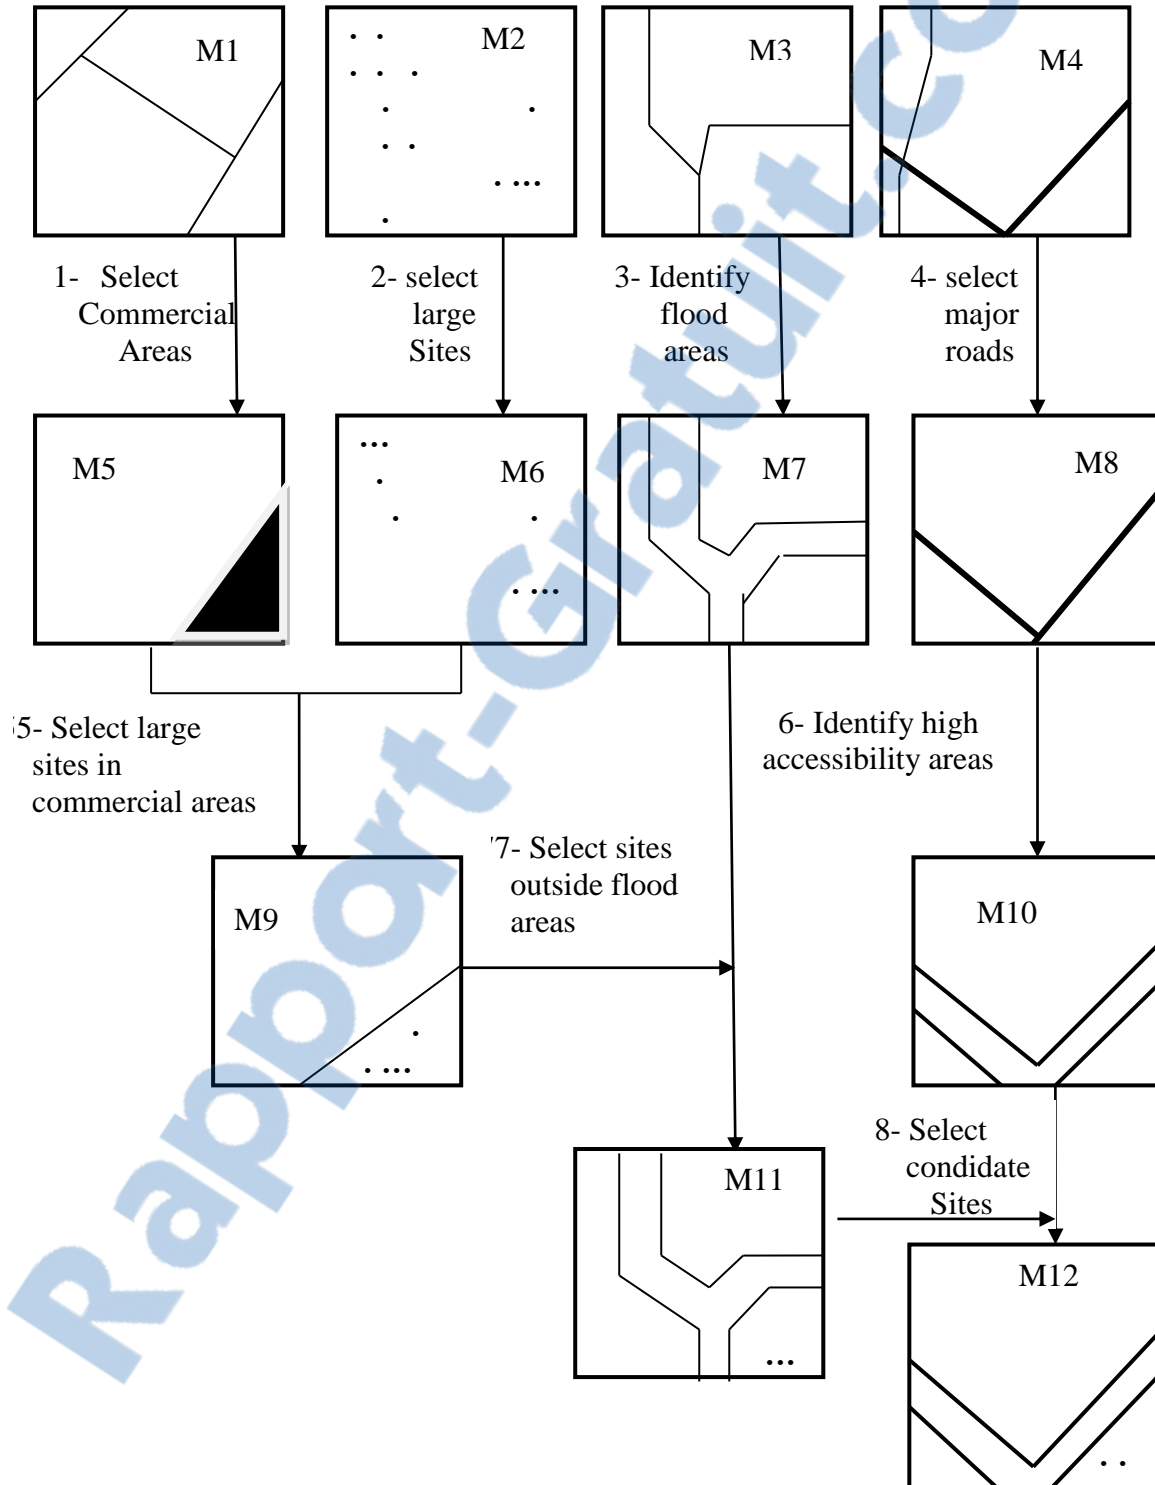 M1
M2
M3
M4
1- Select
Commercial
Areas
2- select
large
Sites
3- Identify
flood
areas
4- select
major
roads
M5
M6
M7
M8
5- Select large
sites in
commercial areas
6- Identify high
accessibility areas
7- Select sites
outside flood
areas
M9
M10
8- Select
condidate
Sites
M11
M12
Rapport-Gratuit.co